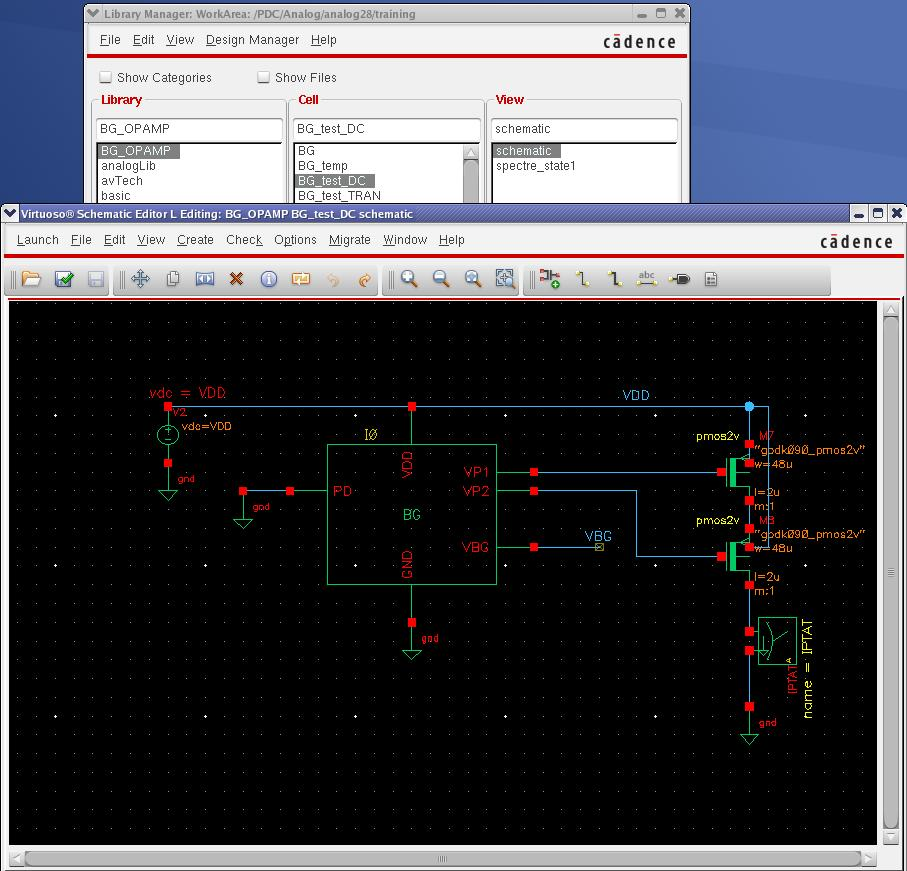 Library Manager: WorkArea: /PDC/Analog/analog28/training
File Edit View Design Manager Help
cādence
Show Categories Show Files
Library Cell View
BG_OPAMP BG_test_DC schematic
BG_OPAMP BG schematic
analogLib BG_temp spectre_state1
avTech BG_test_DC
basic BG_test_TRAN
Virtuoso® Schematic Editor L Editing: BG_OPAMP BG_test_DC schematic
Launch File Edit View Create Check Options Migrate Window Help
cādence
abc
vdc = VDD
VDD
V2
vdc=VDD
gnd
I0
VDD
PD
gnd
BG
VP1
VP2
VBG
GND
gnd
VBG
pmos2v
M7
"gpdk090_pmos2v"
w=48u
l=2u
m:1
pmos2v
M8
"gpdk090_pmos2v"
w=48u
l=2u
m:1
A
IPTAT
name = IPTAT
gnd